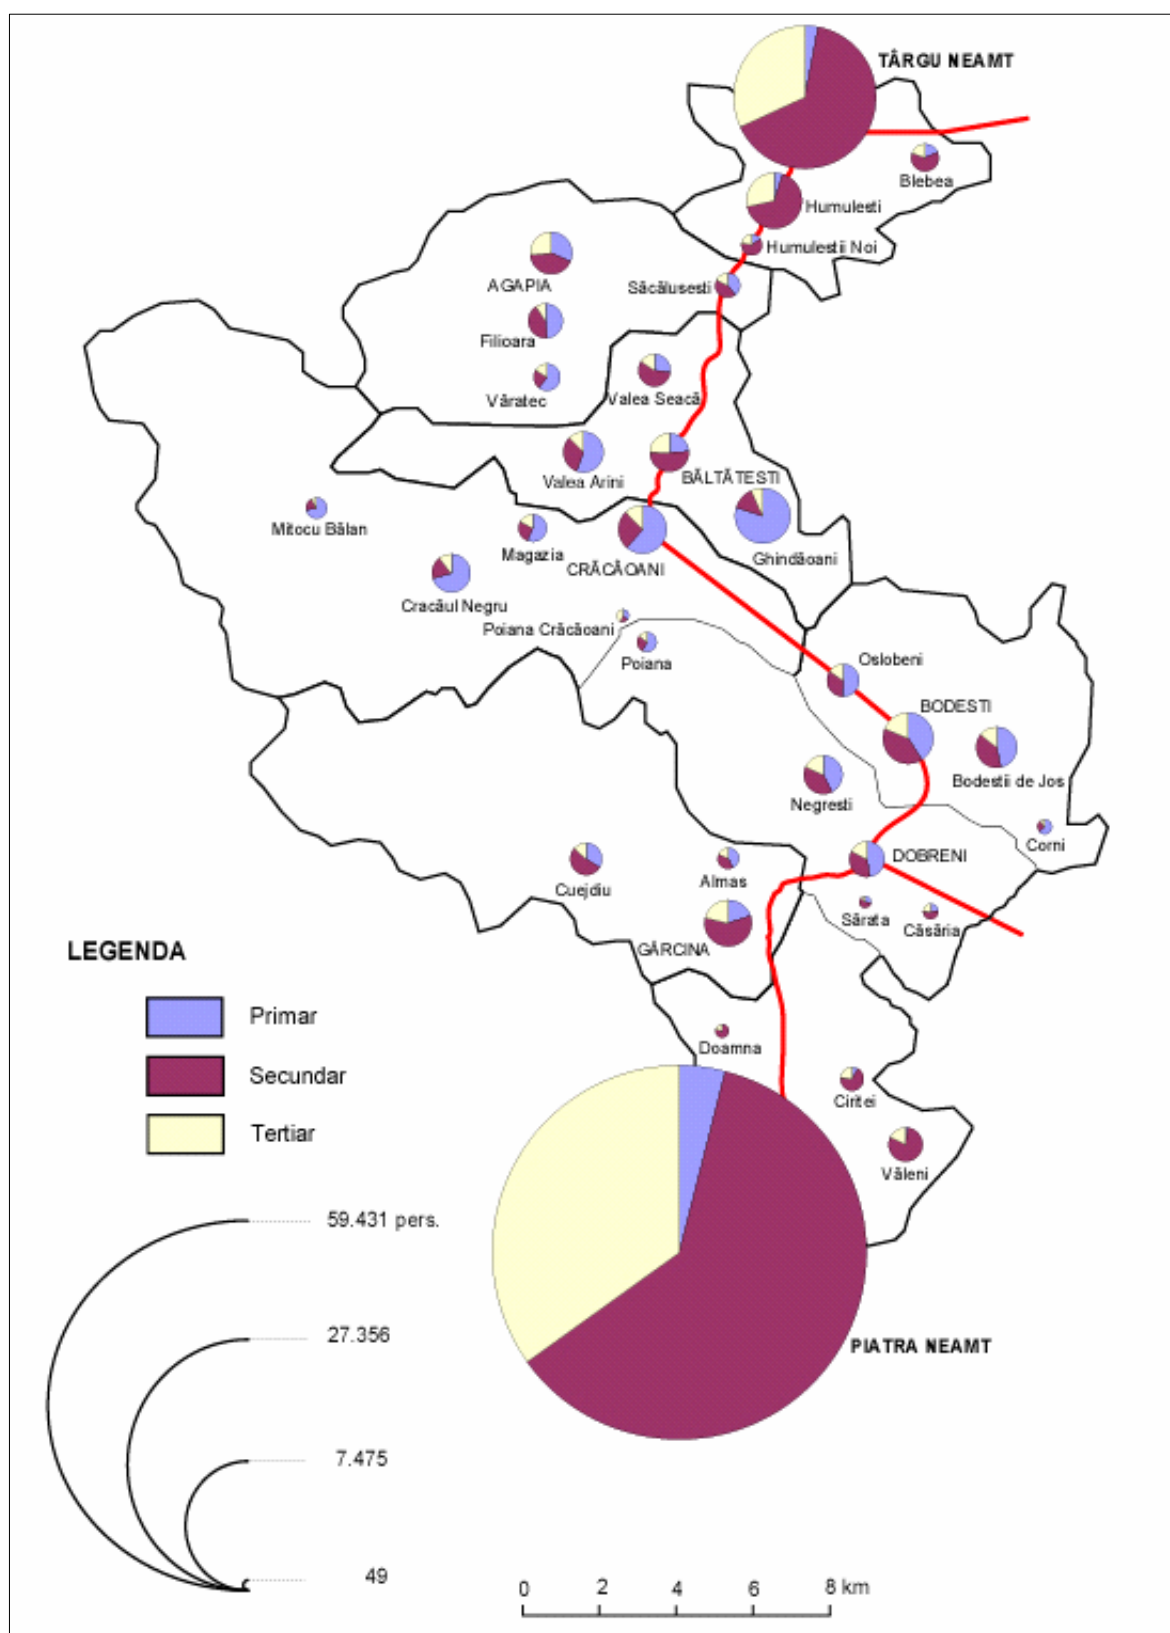 TÂRGU NEAMT
Blebea
Humulesti
Humulestii Noi
AGAPIA
Săcălusesti
Filioara
Văratec
Valea Seacă
Valea Arini
BĂLTĂTESTI
Mitocu Bălan
Magazia
CRĂCĂOANI
Ghindăoani
Cracăul Negru
Poiana Crăcăoani
Poiana
Oslobeni
BODESTI
Bodestii de Jos
Negresti
Corni
DOBRENI
Cuejdiu
Almas
Sărata
Căsăria
GÂRCINA
LEGENDA
Primar
Secundar
Tertiar
Doamna
Ciritei
Văleni
59.431 pers.
27.356
PIATRA NEAMT
7.475
49
0 2 4 6 8 km